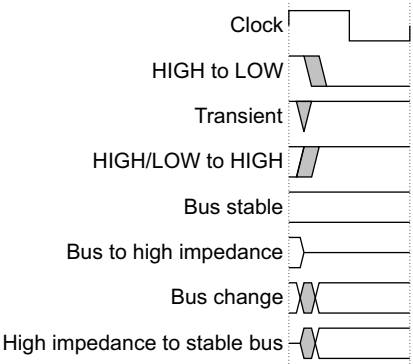 Clock
HIGH to LOW
Transient
HIGH/LOW to HIGH
Bus stable
Bus to high impedance
Bus change
High impedance to stable bus